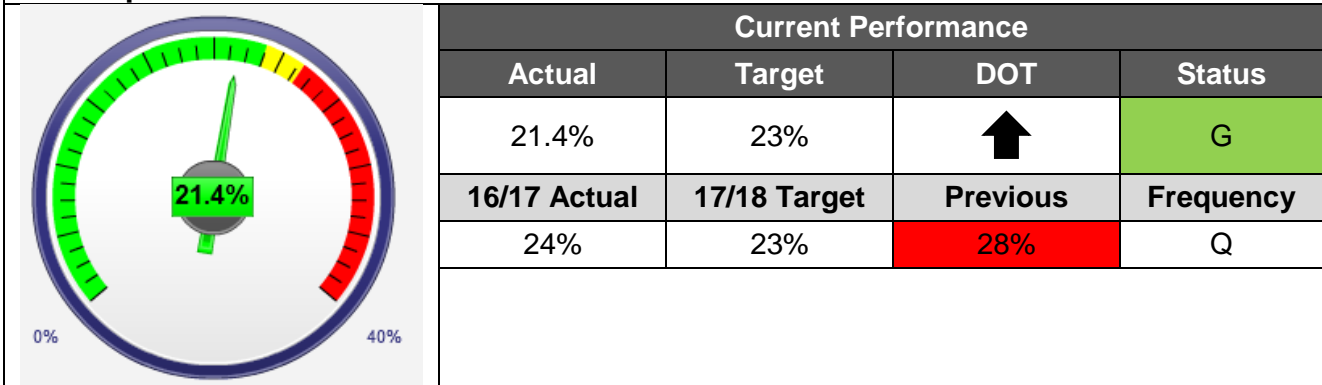 Current Performance
Actual Target DOT Status
21.4% 23% G
16/17 Actual 17/18 Target Previous Frequency
24% 23% 28% Q
21.4%
0% 40%